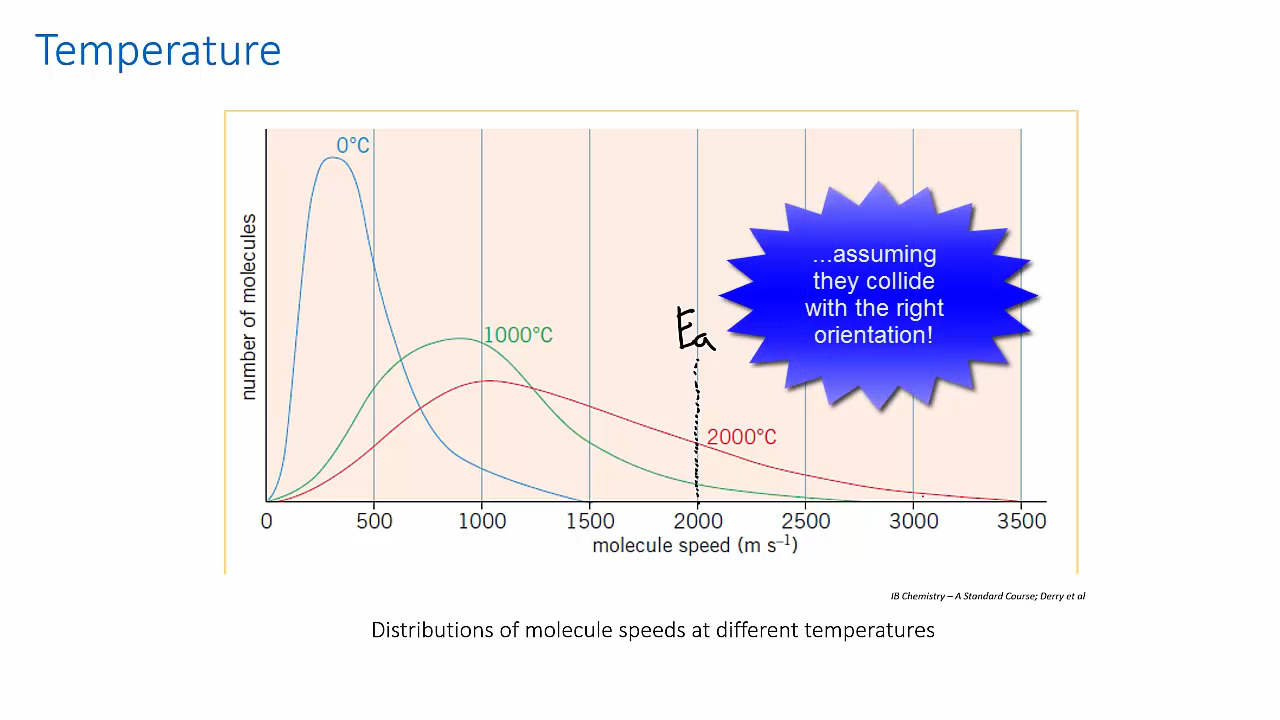 Temperature
0°C
…assuming
they collide
with the right
orientation!
number of molecules
Ea
1000°C
2000°C
0 500 1000 1500 2000 2500 3000 3500
molecule speed (m s⁻¹)
IB Chemistry – A Standard Course; Derry et al
Distributions of molecule speeds at different temperatures